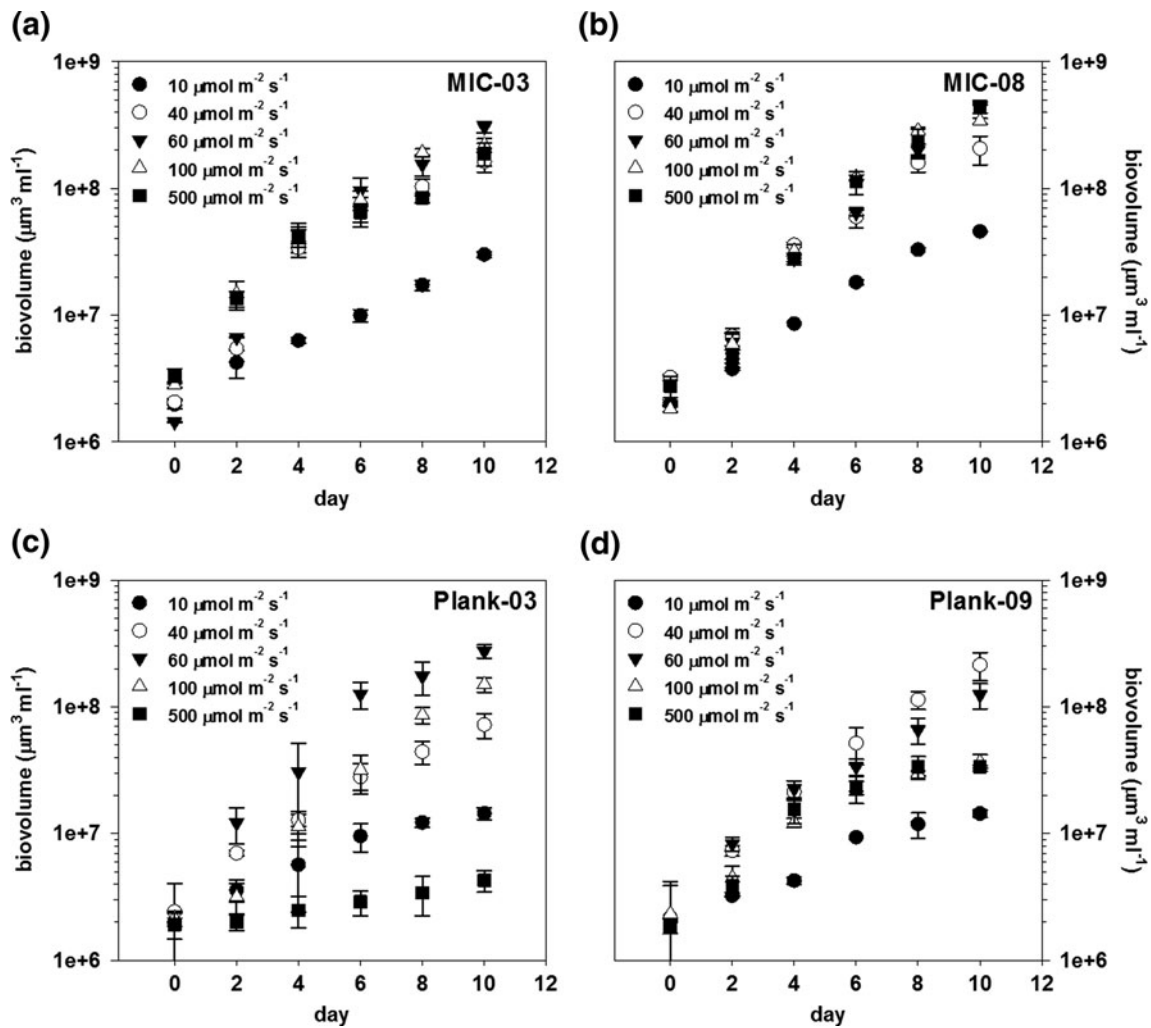 (a)
MIC-03
1e+9
1e+8
1e+7
1e+6
biovolume (µm³ ml⁻¹)
10 µmol m⁻² s⁻¹
40 µmol m⁻² s⁻¹
60 µmol m⁻² s⁻¹
100 µmol m⁻² s⁻¹
500 µmol m⁻² s⁻¹
0 2 4 6 8 10 12
day
(b)
MIC-08
10 µmol m⁻² s⁻¹
40 µmol m⁻² s⁻¹
60 µmol m⁻² s⁻¹
100 µmol m⁻² s⁻¹
500 µmol m⁻² s⁻¹
1e+9
1e+8
1e+7
1e+6
biovolume (µm³ ml⁻¹)
0 2 4 6 8 10 12
day
(c)
Plank-03
1e+9
1e+8
1e+7
1e+6
biovolume (µm³ ml⁻¹)
10 µmol m⁻² s⁻¹
40 µmol m⁻² s⁻¹
60 µmol m⁻² s⁻¹
100 µmol m⁻² s⁻¹
500 µmol m⁻² s⁻¹
0 2 4 6 8 10 12
day
(d)
Plank-09
10 µmol m⁻² s⁻¹
40 µmol m⁻² s⁻¹
60 µmol m⁻² s⁻¹
100 µmol m⁻² s⁻¹
500 µmol m⁻² s⁻¹
1e+9
1e+8
1e+7
1e+6
biovolume (µm³ ml⁻¹)
0 2 4 6 8 10 12
day